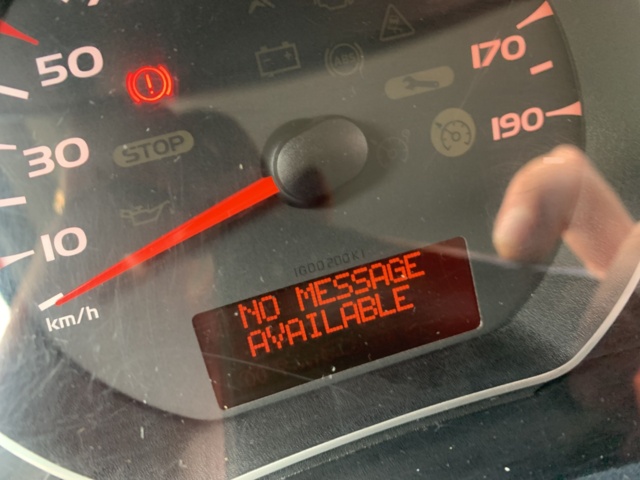 50
170
190
30
STOP
10
km/h
NO MESSAGE
AVAILABLE